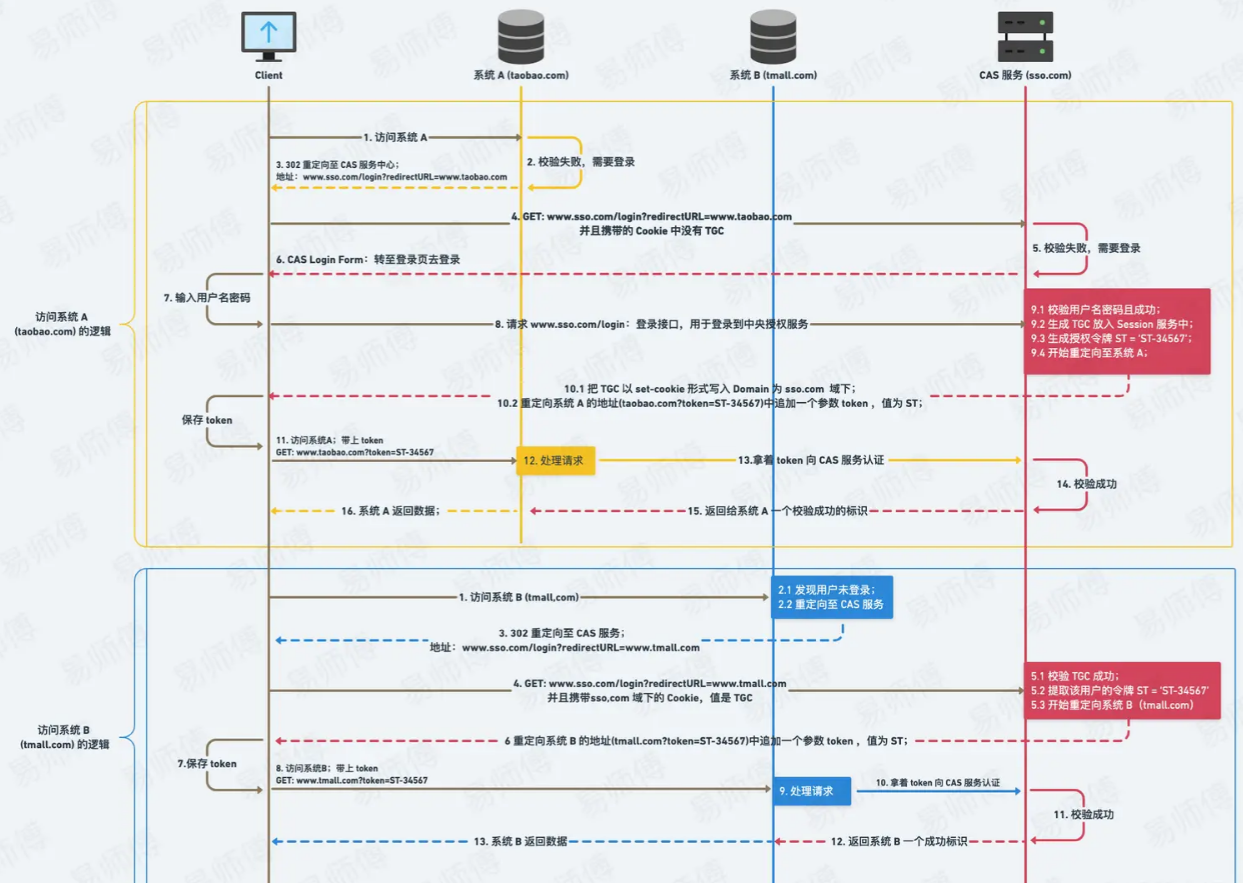 Client
系统 A (taobao.com)
系统 B (tmall.com)
CAS 服务 (sso.com)
1. 访问系统 A
2. 校验失败，需要登录
3. 302 重定向至 CAS 服务中心；
地址：www.sso.com/login?redirectURL=www.taobao.com
4. GET: www.sso.com/login?redirectURL=www.taobao.com
并且携带的 Cookie 中没有 TGC
5. 校验失败，需要登录
6. CAS Login Form：转至登录页去登录
7. 输入用户名密码
访问系统 A
(taobao.com) 的逻辑
8. 请求 www.sso.com/login：登录接口，用于登录到中央授权服务
9.1 校验用户名密码且成功；
9.2 生成 TGC 放入 Session 服务中；
9.3 生成授权令牌 ST = 'ST-34567'；
9.4 开始重定向至系统 A；
10.1 把 TGC 以 set-cookie 形式写入 Domain 为 sso.com 域下；
10.2 重定向系统 A 的地址(taobao.com?token=ST-34567)中追加一个参数 token ，值为 ST；
保存 token
11. 访问系统A；带上 token
GET: www.taobao.com?token=ST-34567
12. 处理请求
13.拿着 token 向 CAS 服务认证
14. 校验成功
15. 返回给系统 A 一个校验成功的标识
16. 系统 A 返回数据；
1. 访问系统 B (tmall.com)
2.1 发现用户未登录；
2.2 重定向至 CAS 服务
3. 302 重定向至 CAS 服务；
地址：www.sso.com/login?redirectURL=www.tmall.com
4. GET: www.sso.com/login?redirectURL=www.tmall.com
并且携带sso.com 域下的 Cookie，值是 TGC
5.1 校验 TGC 成功；
5.2 提取该用户的令牌 ST = 'ST-34567'
5.3 开始重定向系统 B（tmall.com）
访问系统 B
(tmall.com) 的逻辑
6 重定向系统 B 的地址(tmall.com?token=ST-34567)中追加一个参数 token ，值为 ST；
7.保存 token
8. 访问系统B；带上 token
GET: www.tmall.com?token=ST-34567
9. 处理请求
10. 拿着 token 向 CAS 服务认证
11. 校验成功
12. 返回系统 B 一个成功标识
13. 系统 B 返回数据
易师傅